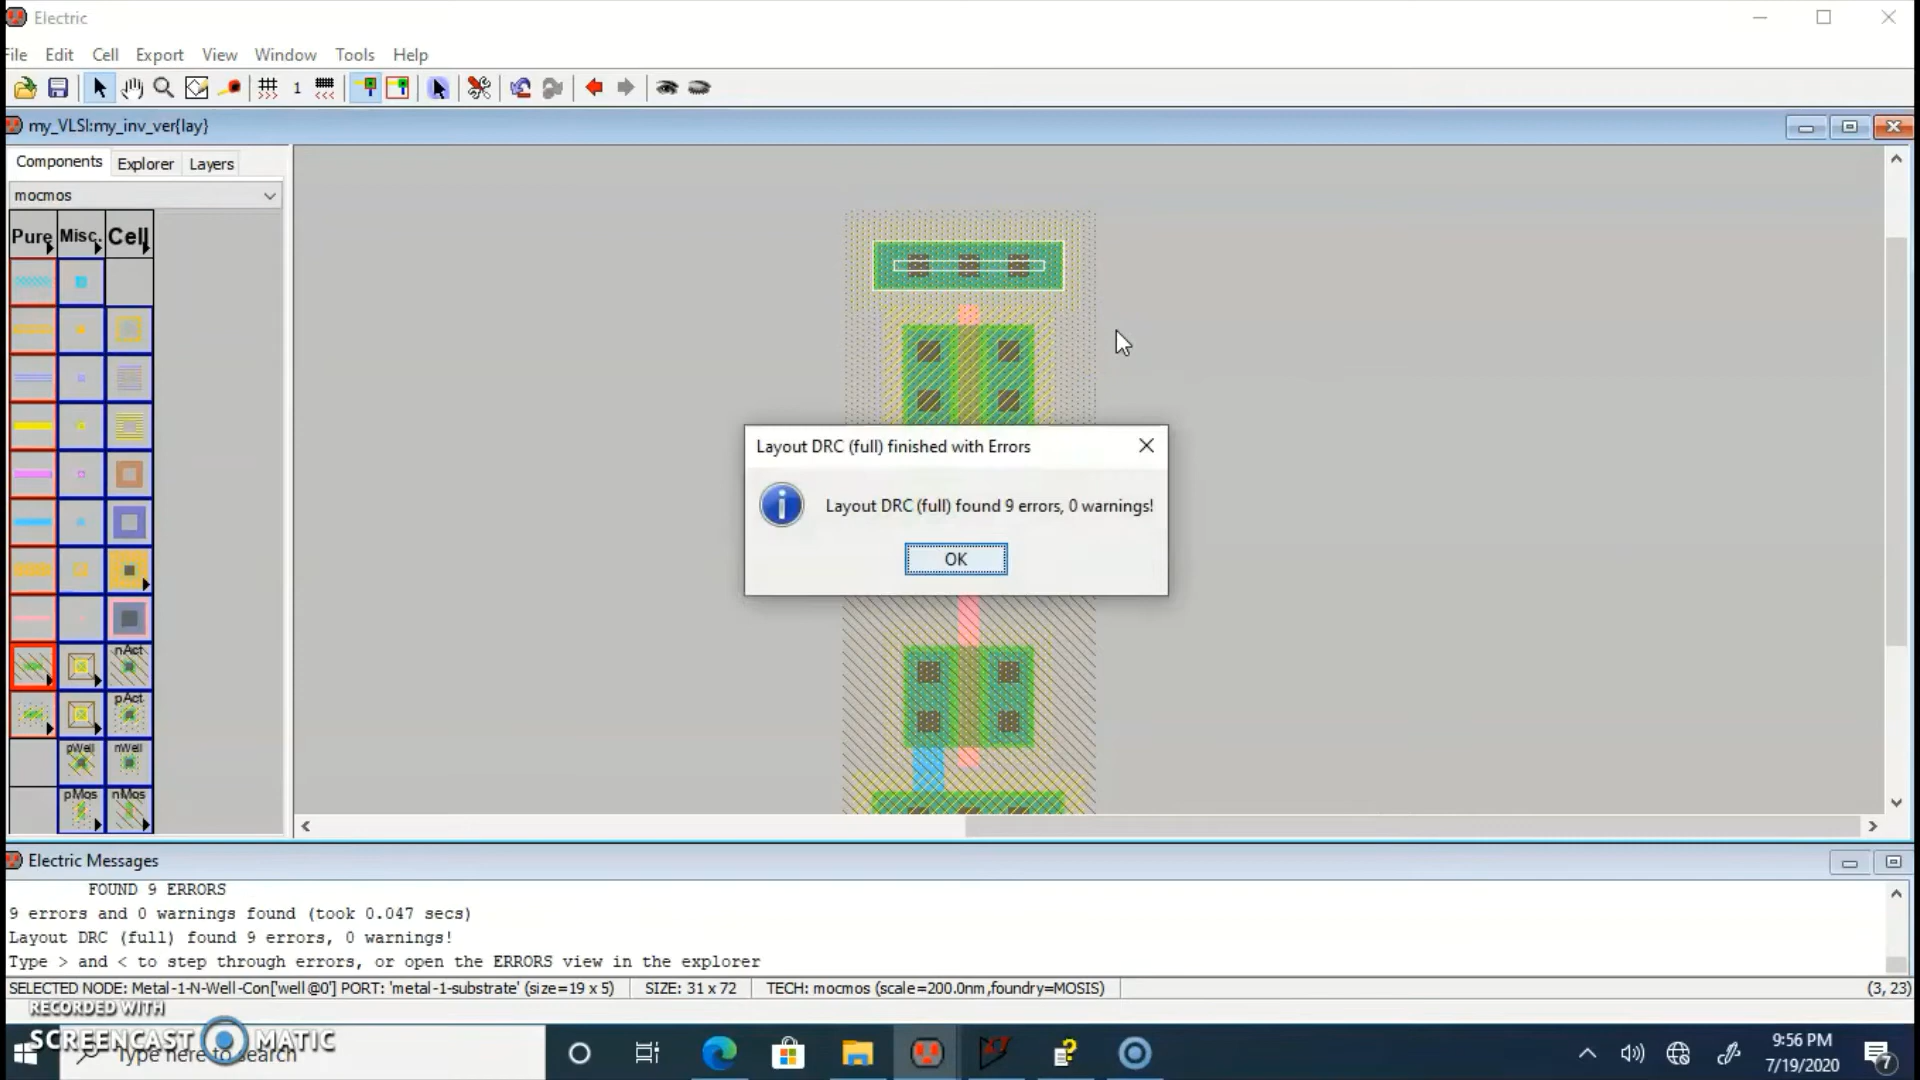 Electric
File Edit Cell Export View Window Tools Help
1
my_VLSI:my_inv_ver{lay}
Components Explorer Layers
mocmos
Pure Misc. Cell
nAct
pAct
pWell nWell
pMos nMos
Layout DRC (full) finished with Errors
Layout DRC (full) found 9 errors, 0 warnings!
OK
Electric Messages
FOUND 9 ERRORS
9 errors and 0 warnings found (took 0.047 secs)
Layout DRC (full) found 9 errors, 0 warnings!
Type > and < to step through errors, or open the ERRORS view in the explorer
SELECTED NODE: Metal-1-N-Well-Con['well@0'] PORT: 'metal-1-substrate' (size=19 x 5) SIZE: 31 x 72 TECH: mocmos (scale=200.0nm,foundry=MOSIS) (3, 23)
RECORDED WITH
SCREENCAST MATIC
Type here to search
9:56 PM
7/19/2020
7